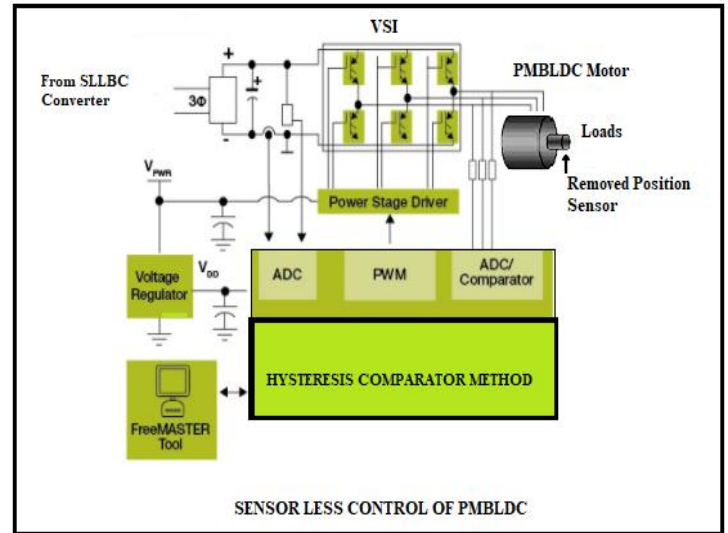 VSI
From SLLBC
Converter
3Φ
+
+
-
PMBLDC Motor
Loads
Removed Position
Sensor
VPWR
Power Stage Driver
Voltage
Regulator
VDD
ADC
PWM
ADC/
Comparator
HYSTERESIS COMPARATOR METHOD
FreeMASTER
Tool
SENSOR LESS CONTROL OF PMBLDC